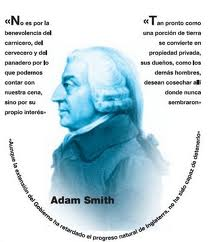 «No es por la
benevolencia del
carnicero, del
cervecero y del
panadero por lo
que podemos
contar con
nuestra cena,
sino por su
propio interés»
«Tan pronto como
una porción de tierra
se convierte en
propiedad privada,
sus dueños, como los
demás hombres,
desean cosechar allí
donde nunca
sembraron»
Adam Smith
«Aunque la extensión del Gobierno ha retardado el progreso natural de Inglaterra, no ha sido capaz de detenerlo»